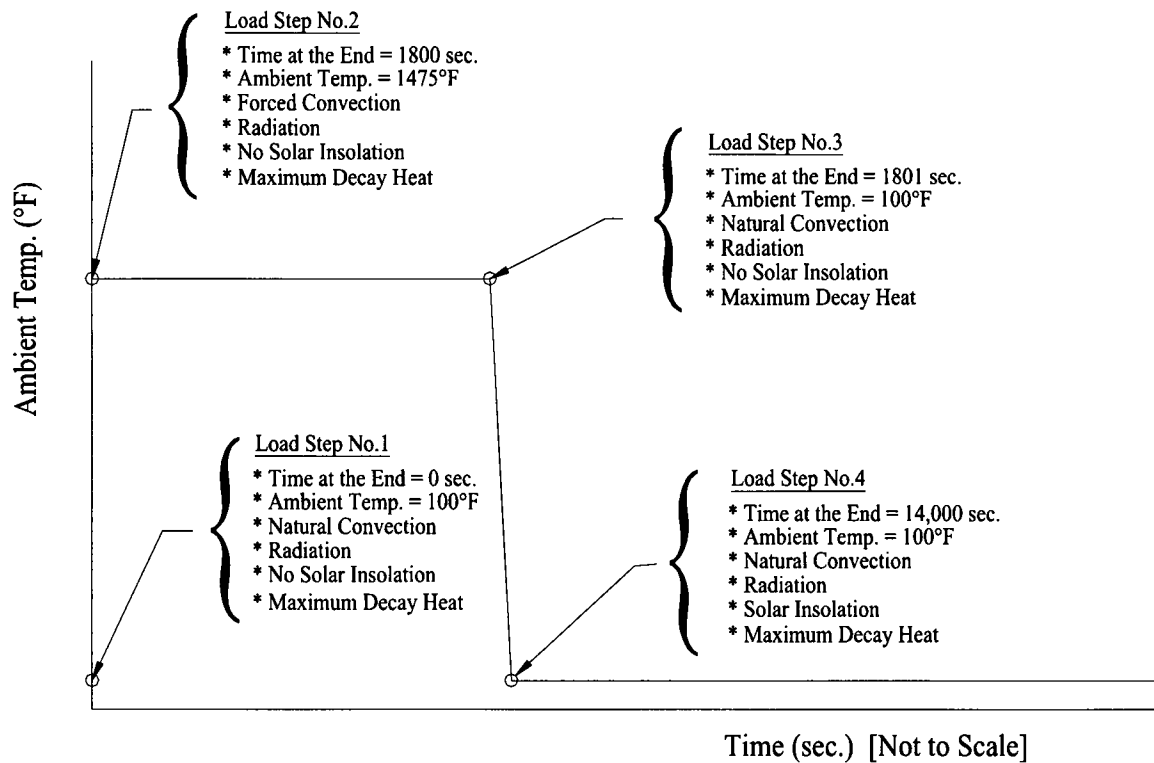 Load Step No.2
* Time at the End = 1800 sec.
* Ambient Temp. = 1475°F
* Forced Convection
* Radiation
* No Solar Insolation
* Maximum Decay Heat
Load Step No.3
* Time at the End = 1801 sec.
* Ambient Temp. = 100°F
* Natural Convection
* Radiation
* No Solar Insolation
* Maximum Decay Heat
Ambient Temp. (°F)
Load Step No.1
* Time at the End = 0 sec.
* Ambient Temp. = 100°F
* Natural Convection
* Radiation
* No Solar Insolation
* Maximum Decay Heat
Load Step No.4
* Time at the End = 14,000 sec.
* Ambient Temp. = 100°F
* Natural Convection
* Radiation
* Solar Insolation
* Maximum Decay Heat
Time (sec.) [Not to Scale]